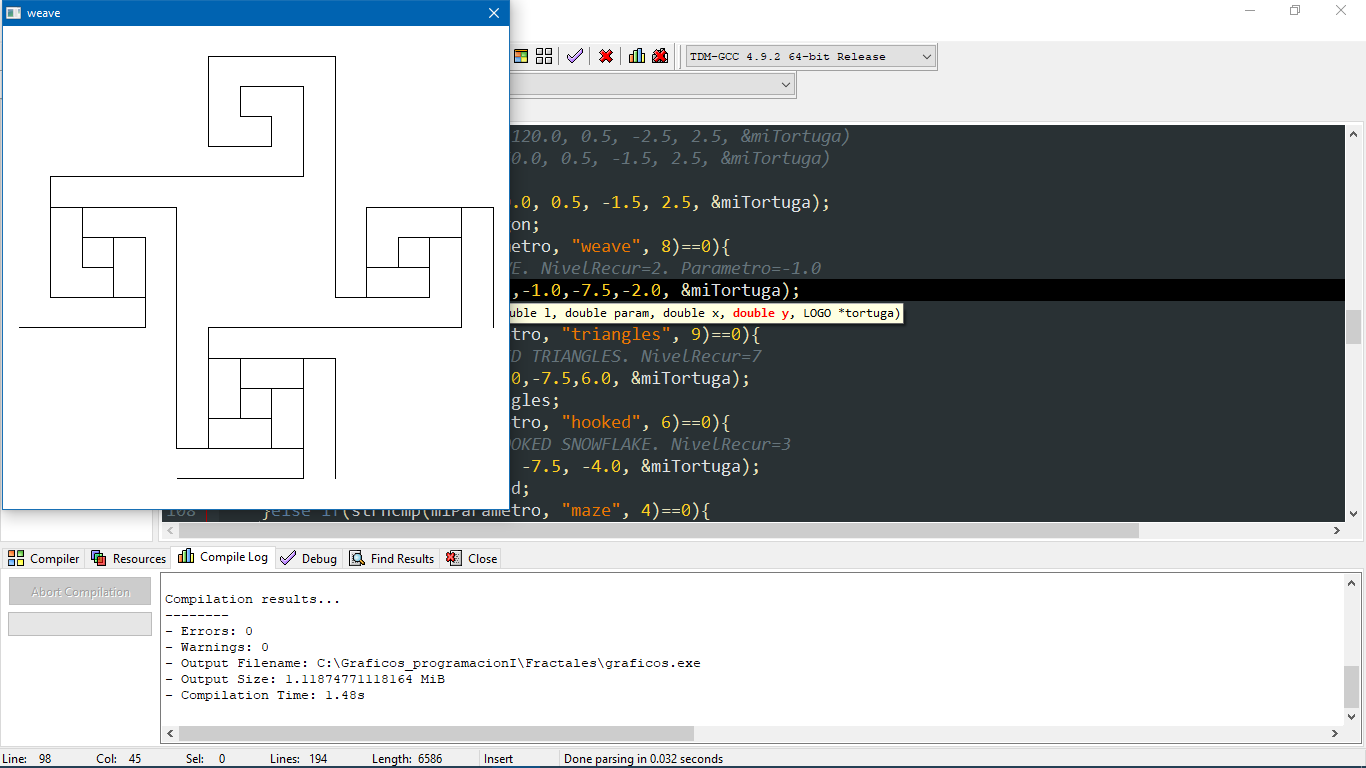 weave
TDM-GCC 4.9.2 64-bit Release
120.0, 0.5, -2.5, 2.5, &miTortuga)
0.0, 0.5, -1.5, 2.5, &miTortuga)
.0, 0.5, -1.5, 2.5, &miTortuga);
on;
etro, "weave", 8)==0){
E. NivelRecur=2. Parametro=-1.0
,-1.0,-7.5,-2.0, &miTortuga);
uble l, double param, double x, double y, LOGO *tortuga)
tro, "triangles", 9)==0){
D TRIANGLES. NivelRecur=7
0,-7.5,6.0, &miTortuga);
gles;
tro, "hooked", 6)==0){
OKED SNOWFLAKE. NivelRecur=3
-7.5, -4.0, &miTortuga);
d;
108 }else if(strncmp(miParametro, "maze", 4)==0){
Compiler Resources Compile Log Debug Find Results Close
Abort Compilation
Compilation results...
--------
- Errors: 0
- Warnings: 0
- Output Filename: C:\Graficos_programacionI\Fractales\graficos.exe
- Output Size: 1.11874771118164 MiB
- Compilation Time: 1.48s
Line: 98 Col: 45 Sel: 0 Lines: 194 Length: 6586 Insert Done parsing in 0.032 seconds